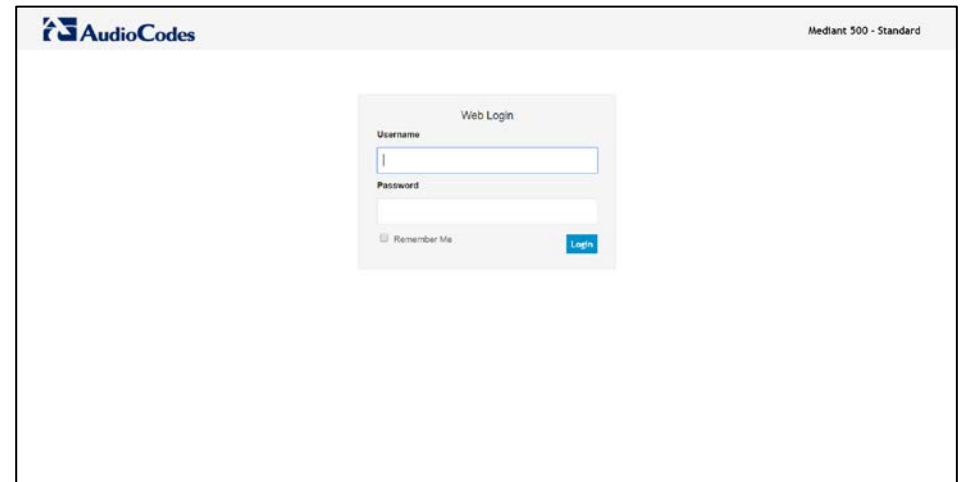 AudioCodes
Mediant 500 - Standard
Web Login
Username
Password
Remember Me
Login